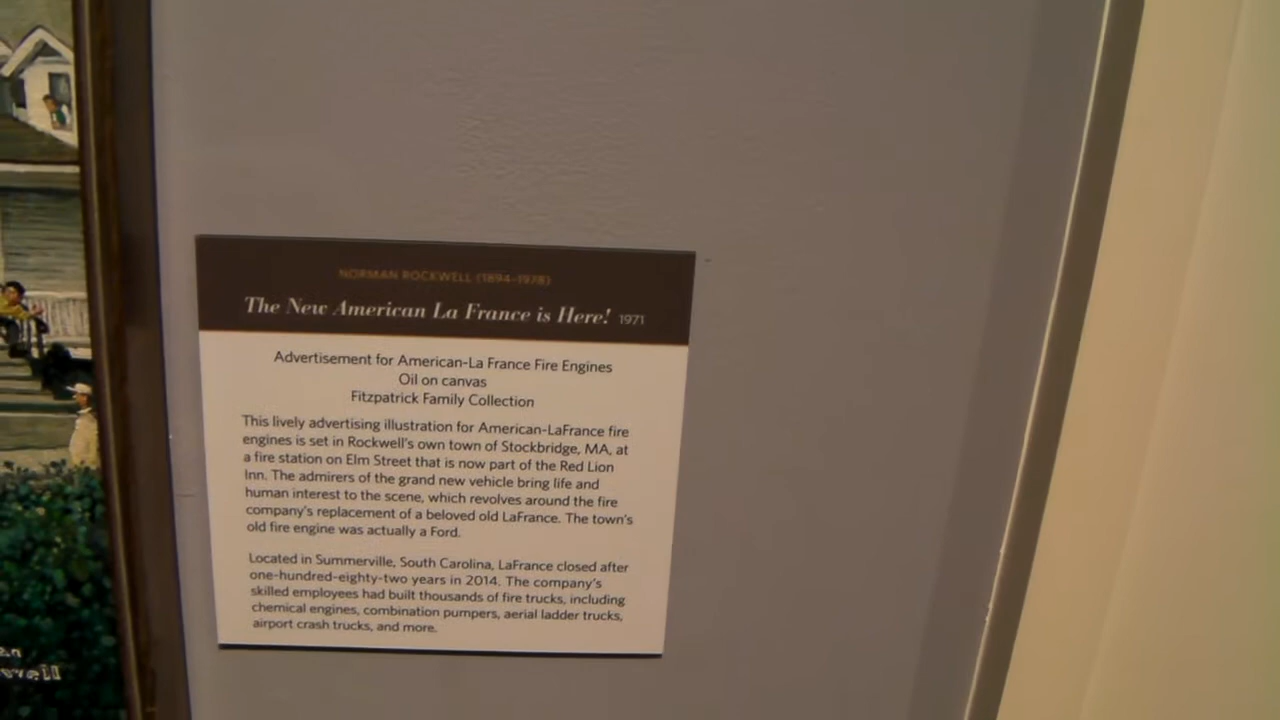 NORMAN ROCKWELL (1894–1978)
The New American La France is Here! 1971
Advertisement for American-La France Fire Engines
Oil on canvas
Fitzpatrick Family Collection
This lively advertising illustration for American-LaFrance fire
engines is set in Rockwell's own town of Stockbridge, MA, at
a fire station on Elm Street that is now part of the Red Lion
Inn. The admirers of the grand new vehicle bring life and
human interest to the scene, which revolves around the fire
company's replacement of a beloved old LaFrance. The town's
old fire engine was actually a Ford.
Located in Summerville, South Carolina, LaFrance closed after
one-hundred-eighty-two years in 2014. The company's
skilled employees had built thousands of fire trucks, including
chemical engines, combination pumpers, aerial ladder trucks,
airport crash trucks, and more.